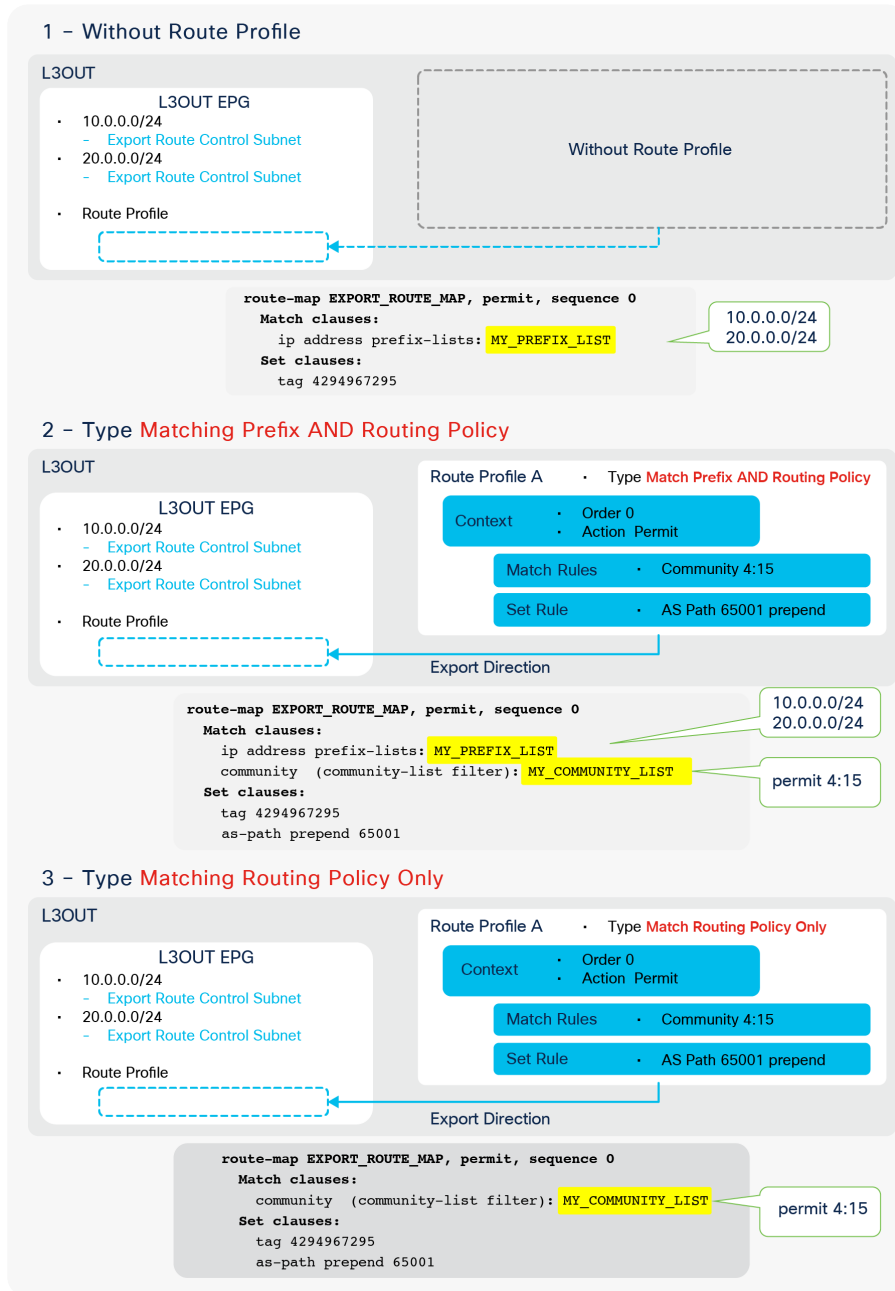 1 – Without Route Profile
L3OUT
L3OUT EPG
• 10.0.0.0/24
– Export Route Control Subnet
• 20.0.0.0/24
– Export Route Control Subnet
• Route Profile
Without Route Profile
route-map EXPORT_ROUTE_MAP, permit, sequence 0
Match clauses:
ip address prefix-lists: MY_PREFIX_LIST
Set clauses:
tag 4294967295
10.0.0.0/24
20.0.0.0/24
2 – Type Matching Prefix AND Routing Policy
L3OUT
L3OUT EPG
• 10.0.0.0/24
– Export Route Control Subnet
• 20.0.0.0/24
– Export Route Control Subnet
• Route Profile
Route Profile A • Type Match Prefix AND Routing Policy
Context
• Order 0
• Action Permit
Match Rules • Community 4:15
Set Rule • AS Path 65001 prepend
Export Direction
route-map EXPORT_ROUTE_MAP, permit, sequence 0
Match clauses:
ip address prefix-lists: MY_PREFIX_LIST
community (community-list filter): MY_COMMUNITY_LIST
Set clauses:
tag 4294967295
as-path prepend 65001
10.0.0.0/24
20.0.0.0/24
permit 4:15
3 – Type Matching Routing Policy Only
L3OUT
L3OUT EPG
• 10.0.0.0/24
– Export Route Control Subnet
• 20.0.0.0/24
– Export Route Control Subnet
• Route Profile
Route Profile A • Type Match Routing Policy Only
Context
• Order 0
• Action Permit
Match Rules • Community 4:15
Set Rule • AS Path 65001 prepend
Export Direction
route-map EXPORT_ROUTE_MAP, permit, sequence 0
Match clauses:
community (community-list filter): MY_COMMUNITY_LIST
Set clauses:
tag 4294967295
as-path prepend 65001
permit 4:15